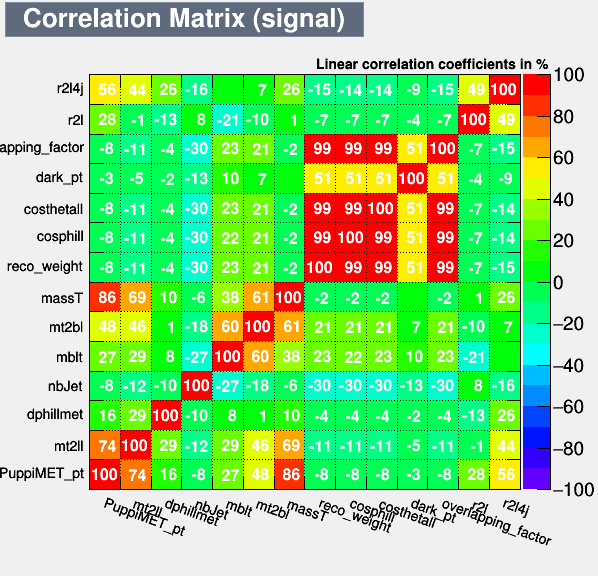 Correlation Matrix (signal)
Linear correlation coefficients in %
r2l4j 56 44 26 -16 7 26 -15 -14 -14 -9 -15 49 100
r2l 28 -1 -13 8 -21 -10 1 -7 -7 -7 -4 -7 100 49
apping_factor -8 -11 -4 -30 23 21 -2 99 99 99 51 100 -7 -15
dark_pt -3 -5 -2 -13 10 7 51 51 51 100 51 -4 -9
costhetall -8 -11 -4 -30 23 21 -2 99 99 100 51 99 -7 -14
cosphill -8 -11 -4 -30 22 21 -2 99 100 99 51 99 -7 -14
reco_weight -8 -11 -4 -30 23 21 -2 100 99 99 51 99 -7 -15
massT 86 69 10 -6 38 61 100 -2 -2 -2 -2 1 26
mt2bl 48 46 1 -18 60 100 61 21 21 21 7 21 -10 7
mblt 27 29 8 -27 100 60 38 23 22 23 10 23 -21
nbJet -8 -12 -10 100 -27 -18 -6 -30 -30 -30 -13 -30 8 -16
dphillmet 16 29 100 -10 8 1 10 -4 -4 -4 -2 -4 -13 26
mt2ll 74 100 29 -12 29 46 69 -11 -11 -11 -5 -11 -1 44
PuppiMET_pt 100 74 16 -8 27 48 86 -8 -8 -8 -3 -8 28 56
PuppiMET_pt mt2ll dphillmet nbJet mblt mt2bl massT reco_weight cosphill costhetall dark_pt overlapping_factor r2l r2l4j
100
80
60
40
20
0
−20
−40
−60
−80
−100